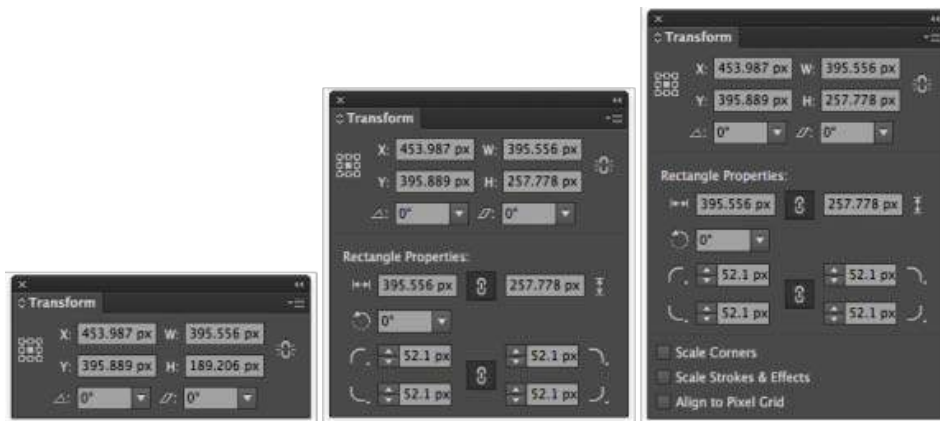 Transform
X: 453.987 px W: 395.556 px
Y: 395.889 px H: 189.206 px
0° 0°
Transform
X: 453.987 px W: 395.556 px
Y: 395.889 px H: 257.778 px
0° 0°
Rectangle Properties:
395.556 px 257.778 px
0°
52.1 px 52.1 px
52.1 px 52.1 px
Transform
X: 453.987 px W: 395.556 px
Y: 395.889 px H: 257.778 px
0° 0°
Rectangle Properties:
395.556 px 257.778 px
0°
52.1 px 52.1 px
52.1 px 52.1 px
Scale Corners
Scale Strokes & Effects
Align to Pixel Grid